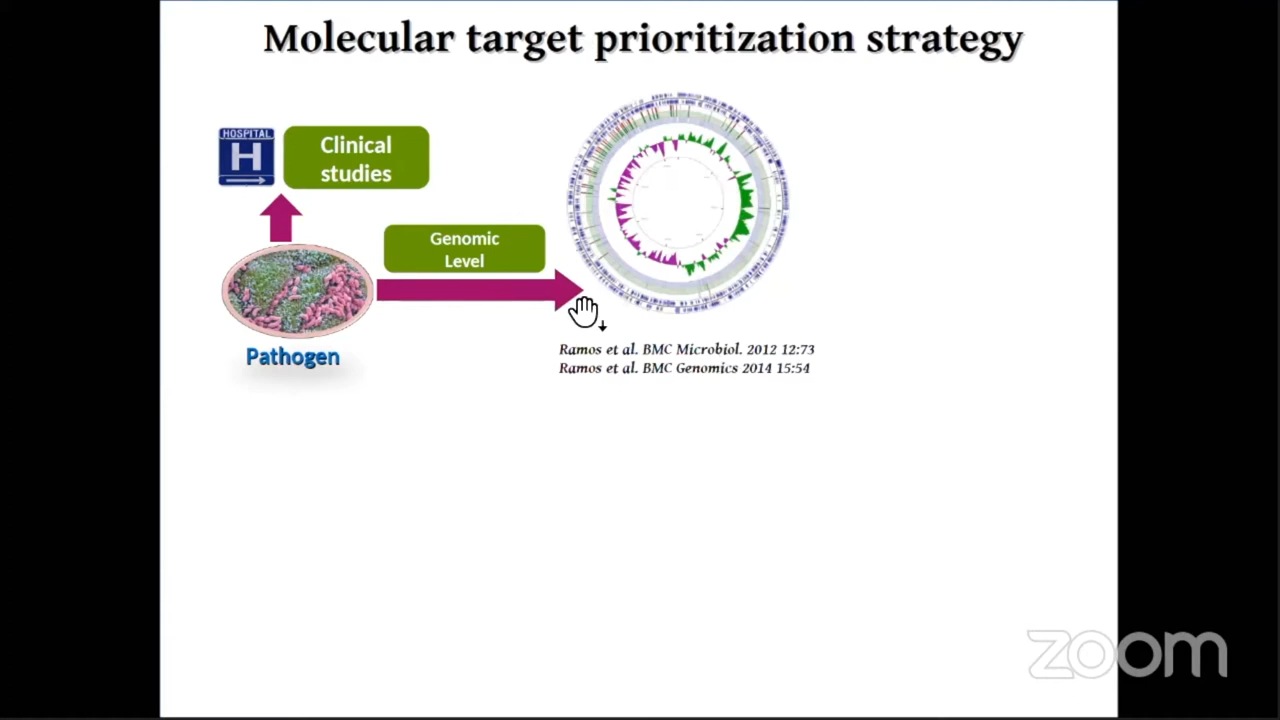 Molecular target prioritization strategy
HOSPITAL
H
Clinical
studies
Genomic
Level
Pathogen
Ramos et al. BMC Microbiol. 2012 12:73
Ramos et al. BMC Genomics 2014 15:54
zoom